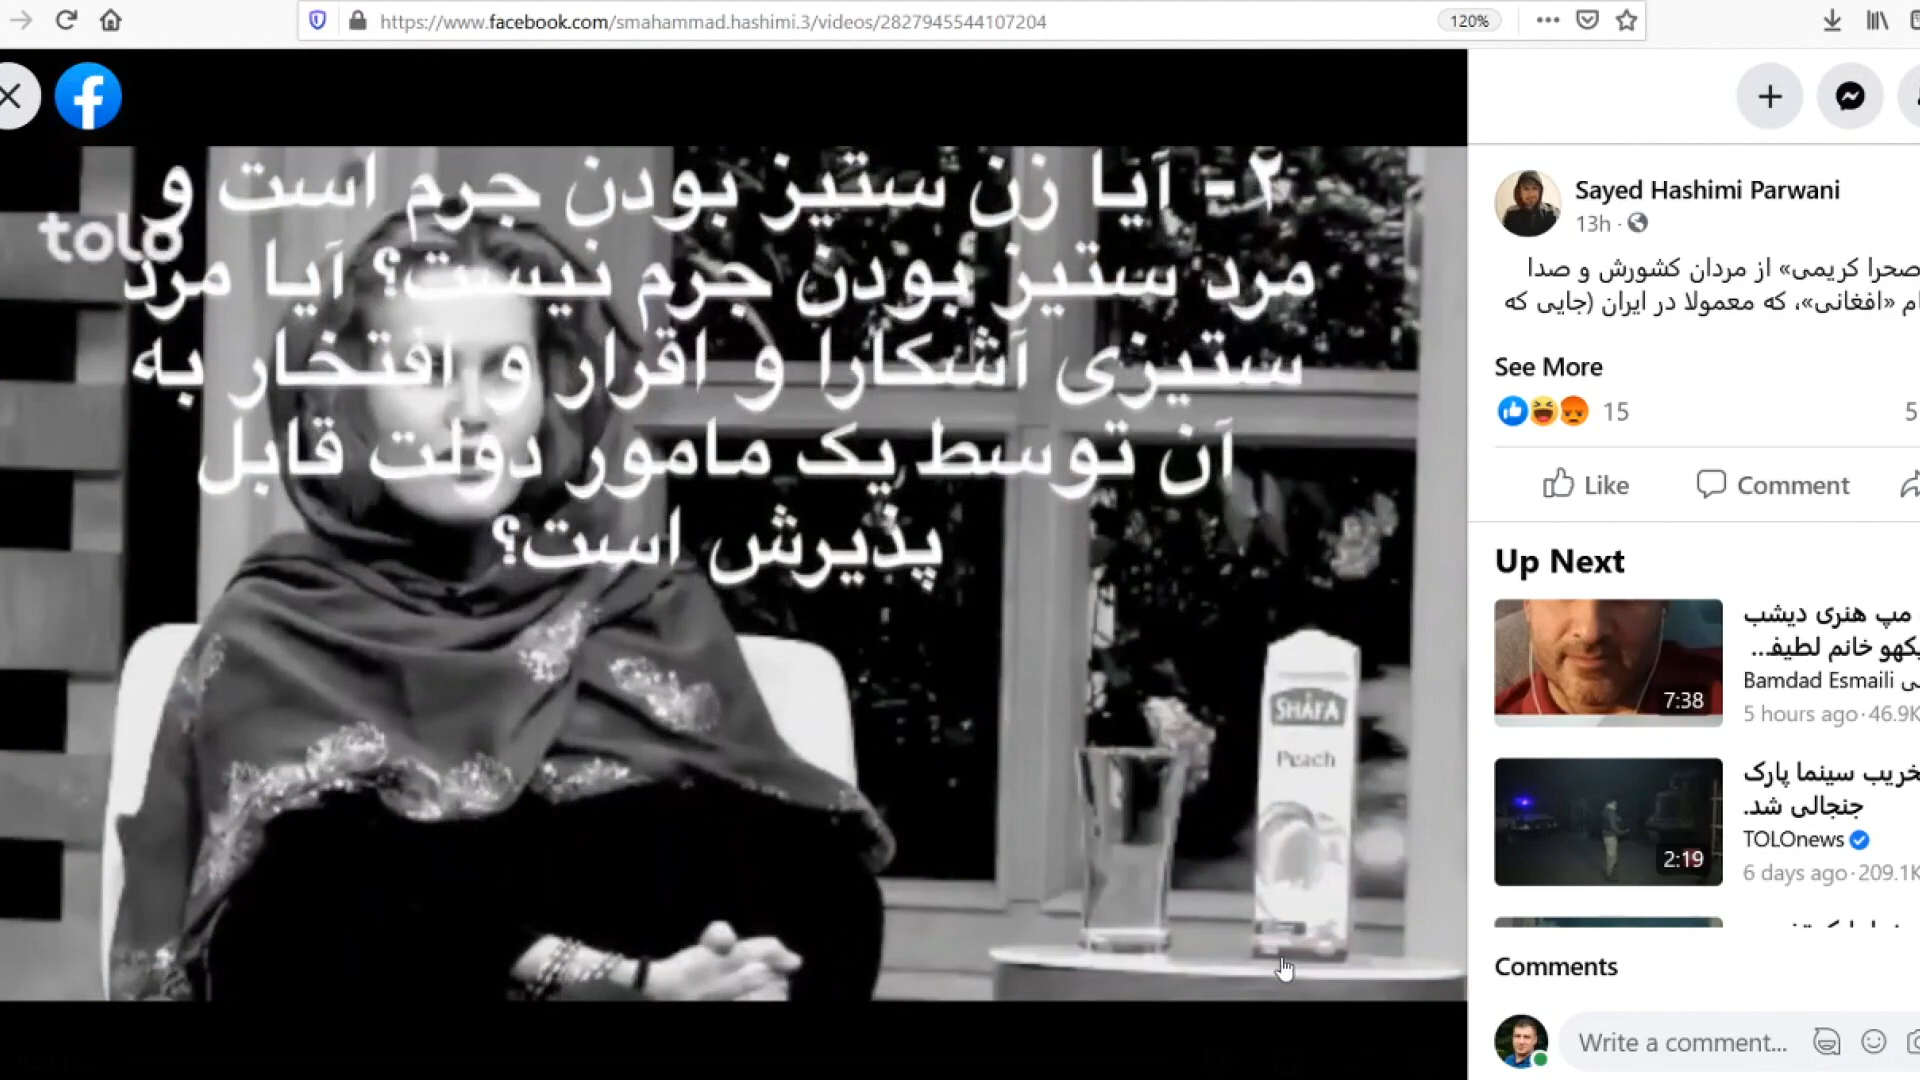 https://www.facebook.com/smahammad.hashimi.3/videos/2827945544107204
120%
tolo
۲- آیا زن ستیز بودن جرم است و
مرد ستیز بودن جرم نیست؟ آیا مرد
ستیزی آشکارا و اقرار و افتخار به
آن توسط یک مامور دولت قابل
پذیرش است؟
SHAFA
Peach
Sayed Hashimi Parwani
13h
صحرا کریمی» از مردان کشورش و صدا
«افغانی»، که معمولا در ایران (جایی که
See More
15
5
Like
Comment
Up Next
مپ هنری دیشب
خانم لطیف...
Bamdad Esmaili
5 hours ago · 46.9K
7:38
سینما پارک
جنجالی شد.
TOLOnews
6 days ago · 209.1K
2:19
Comments
Write a comment...